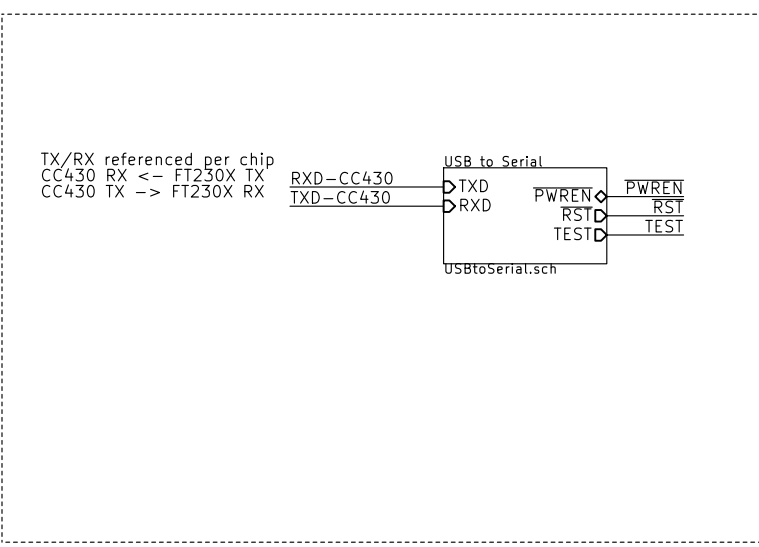 TX/RX referenced per chip
CC430 RX <- FT230X TX
CC430 TX -> FT230X RX
RXD-CC430
TXD-CC430
USB to Serial
TXD
RXD
PWREN
RST
TEST
USBtoSerial.sch
PWREN
RST
TEST